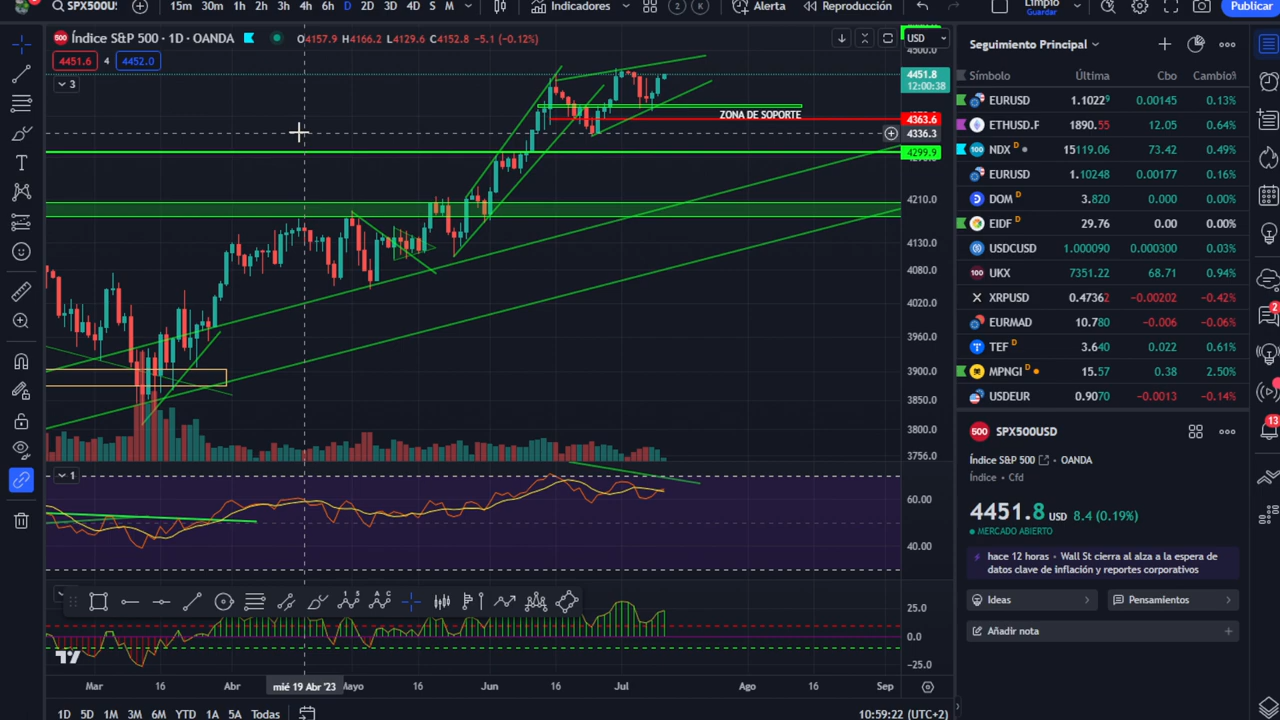 SPX500U 15m 30m 1h 2h 3h 4h 6h D 2D 3D 4D S M Indicadores 2 K Alerta Reproducción Limpio Publicar
Guardar
500 Índice S&P 500 · 1D · OANDA O4157.9 H4166.2 L4129.6 C4152.8 −5.1 (−0.12%) USD
4451.6 4 4452.0
3
4451.8
12:00:38
4363.6
4336.3
4299.9
4210.0
4130.0
4080.0
4020.0
3960.0
3900.0
3850.0
3800.0
3756.0
ZONA DE SOPORTE
1
60.00
40.00
25.0
0.0
−25.0
Mar 16 Abr mié 19 Abr '23 Mayo 16 Jun 16 Jul Ago 16 Sep
1D 5D 1M 3M 6M YTD 1A 5A Todas 10:59:22 (UTC+2)
Seguimiento Principal
Símbolo Última Cbo Cambio%
EURUSD 1.10229 0.00145 0.13%
ETHUSD.F 1890.55 12.05 0.64%
100 NDX D 15119.06 73.42 0.49%
EURUSD 1.10248 0.00177 0.16%
DOM D 3.820 0.000 0.00%
EIDF D 29.76 0.00 0.00%
USDCUSD 1.000090 0.000300 0.03%
100 UKX 7351.22 68.71 0.94%
XRPUSD 0.47362 −0.00202 −0.42%
EURMAD 10.780 −0.006 −0.06%
TEF D 3.640 0.022 0.61%
MPNGI D 15.57 0.38 2.50%
USDEUR 0.9070 −0.0013 −0.14%
500 SPX500USD
Índice S&P 500 · OANDA
Índice · Cfd
4451.8 USD 8.4 (0.19%)
MERCADO ABIERTO
hace 12 horas · Wall St cierra al alza a la espera de
datos clave de inflación y reportes corporativos
Ideas Pensamientos
Añadir nota
2
13